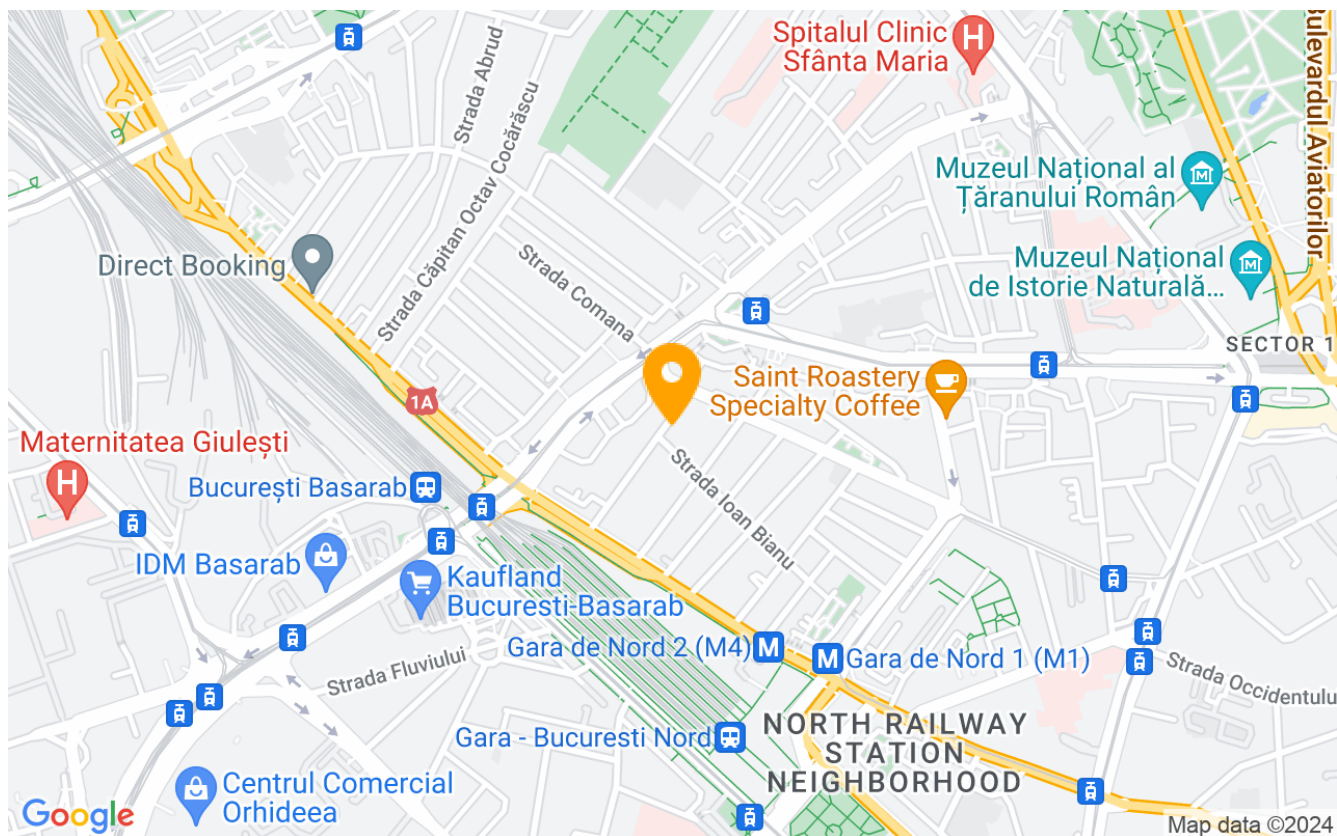 Spitalul Clinic
Sfânta Maria
Bulevardul Aviatorilor
Strada Abrud
Strada Căpitan Octav Cocărăscu
Muzeul Național al
Țăranului Român
Direct Booking
Strada Comana
Muzeul Național
de Istorie Naturală...
SECTOR 1
Saint Roastery
Specialty Coffee
1A
Maternitatea Giulești
București Basarab
Strada Ioan Bianu
IDM Basarab
Kaufland
Bucuresti-Basarab
Gara de Nord 2 (M4)
Gara de Nord 1 (M1)
Strada Fluviului
Strada Occidentului
Gara - Bucuresti Nord
NORTH RAILWAY
STATION
NEIGHBORHOOD
Centrul Comercial
Orhideea
Google
Map data ©2024